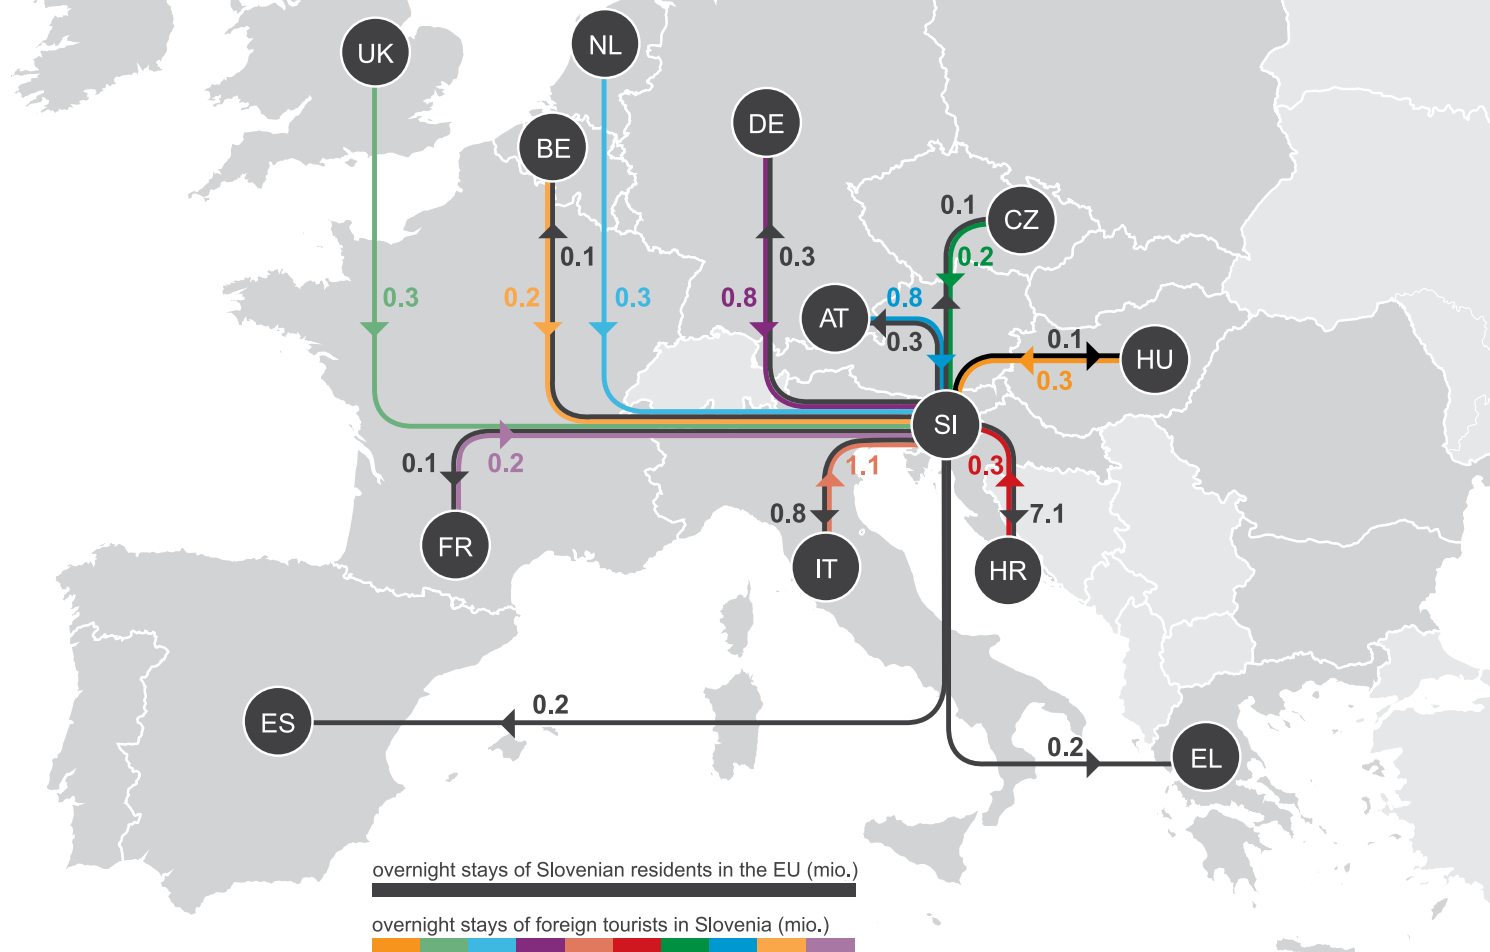 NL
UK
DE
BE
0.1
CZ
0.1
0.3
0.2
0.3
0.2
0.3
0.8
0.8
AT
0.3
0.1
HU
0.3
SI
0.1
0.2
1.1
0.3
0.8
7.1
FR
IT
HR
0.2
ES
0.2
EL
overnight stays of Slovenian residents in the EU (mio.)
overnight stays of foreign tourists in Slovenia (mio.)